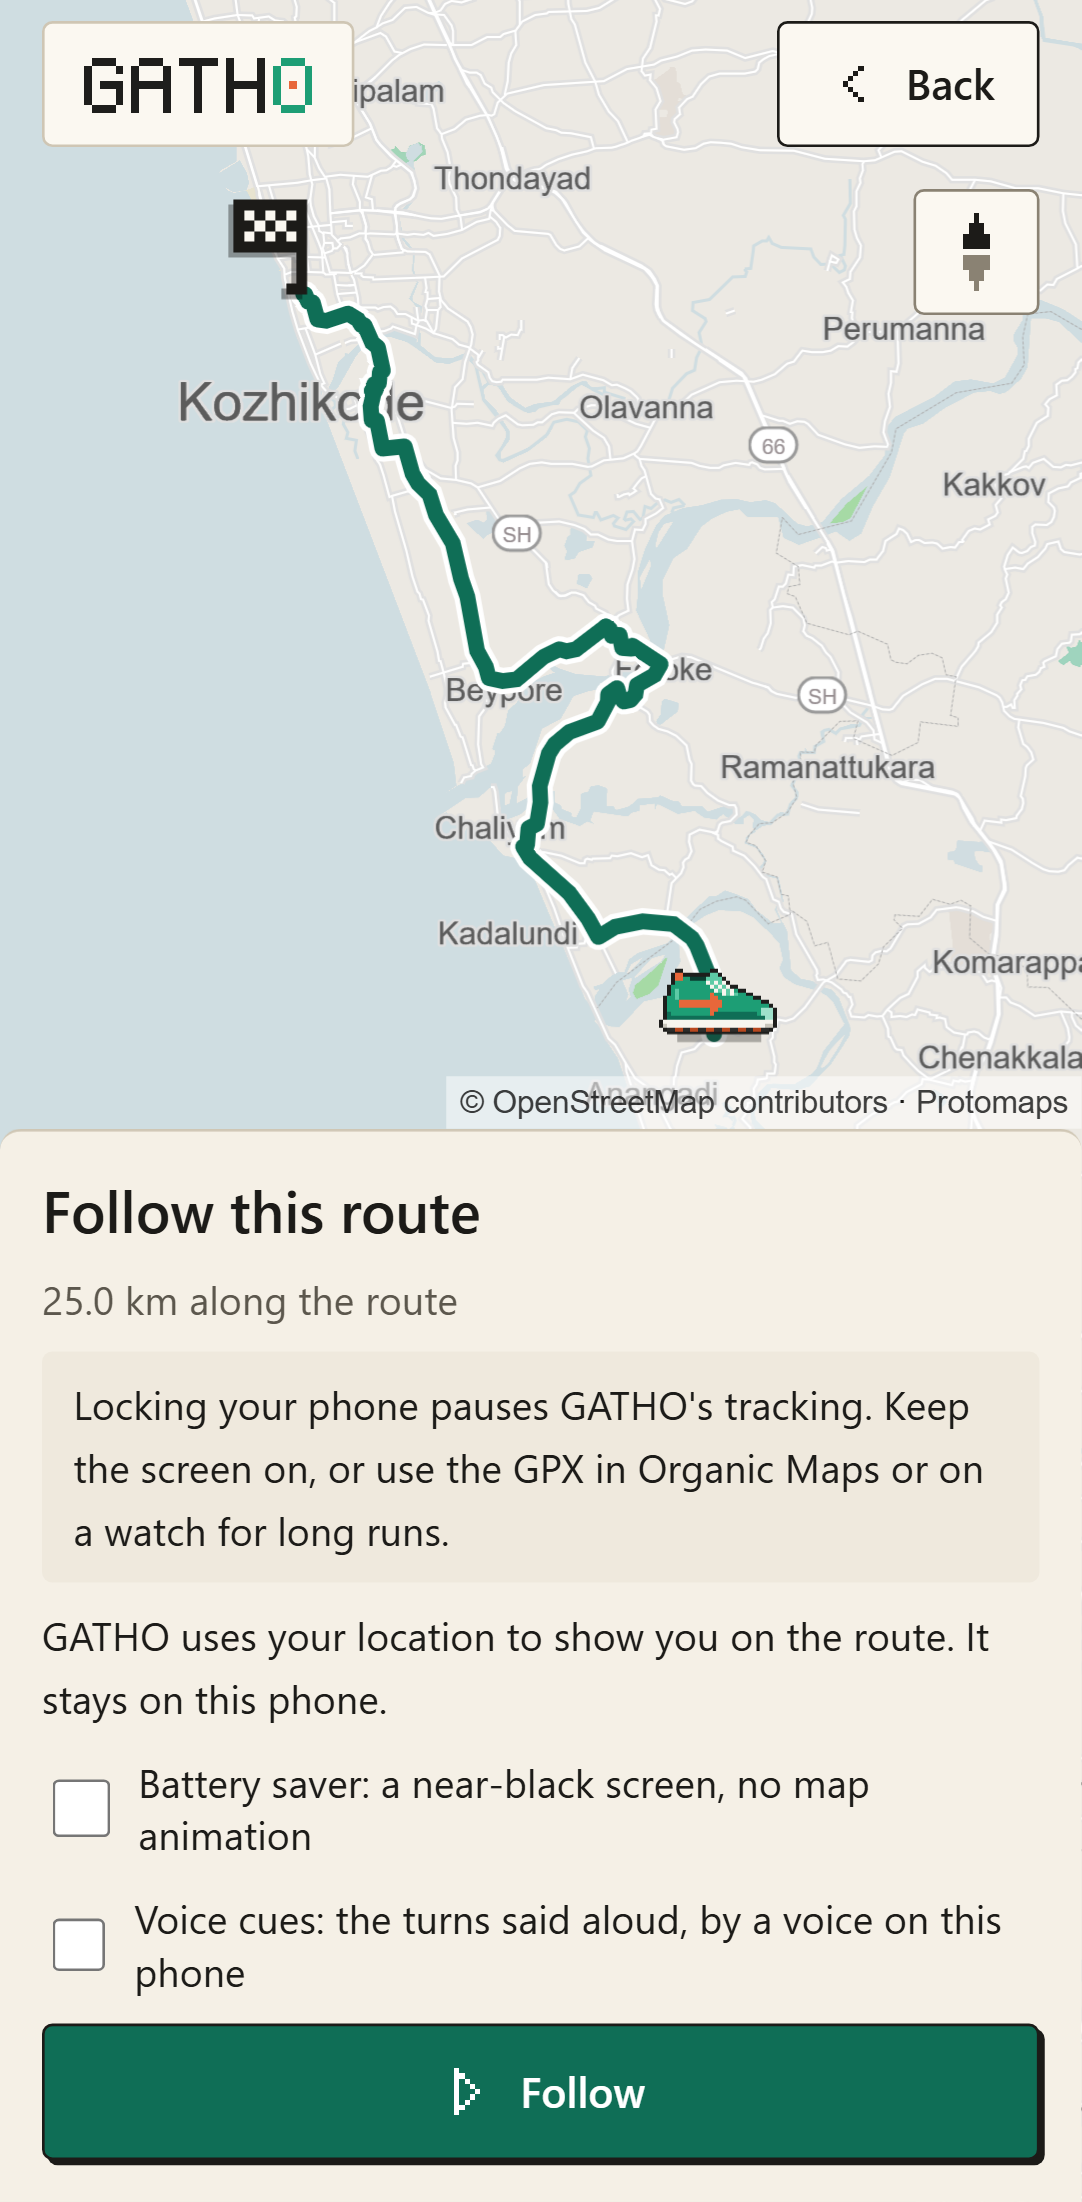 GATHO
Back
ipalam
Thondayad
Perumanna
Olavanna
66
Kakkov
SH
Beypore
SH
Ramanattukara
Kadalundi
Komarappa
Chenakkala
Anangadi
© OpenStreetMap contributors · Protomaps
Follow this route
25.0 km along the route
Locking your phone pauses GATHO's tracking. Keep
the screen on, or use the GPX in Organic Maps or on
a watch for long runs.
GATHO uses your location to show you on the route. It
stays on this phone.
Battery saver: a near-black screen, no map
animation
Voice cues: the turns said aloud, by a voice on this
phone
Follow